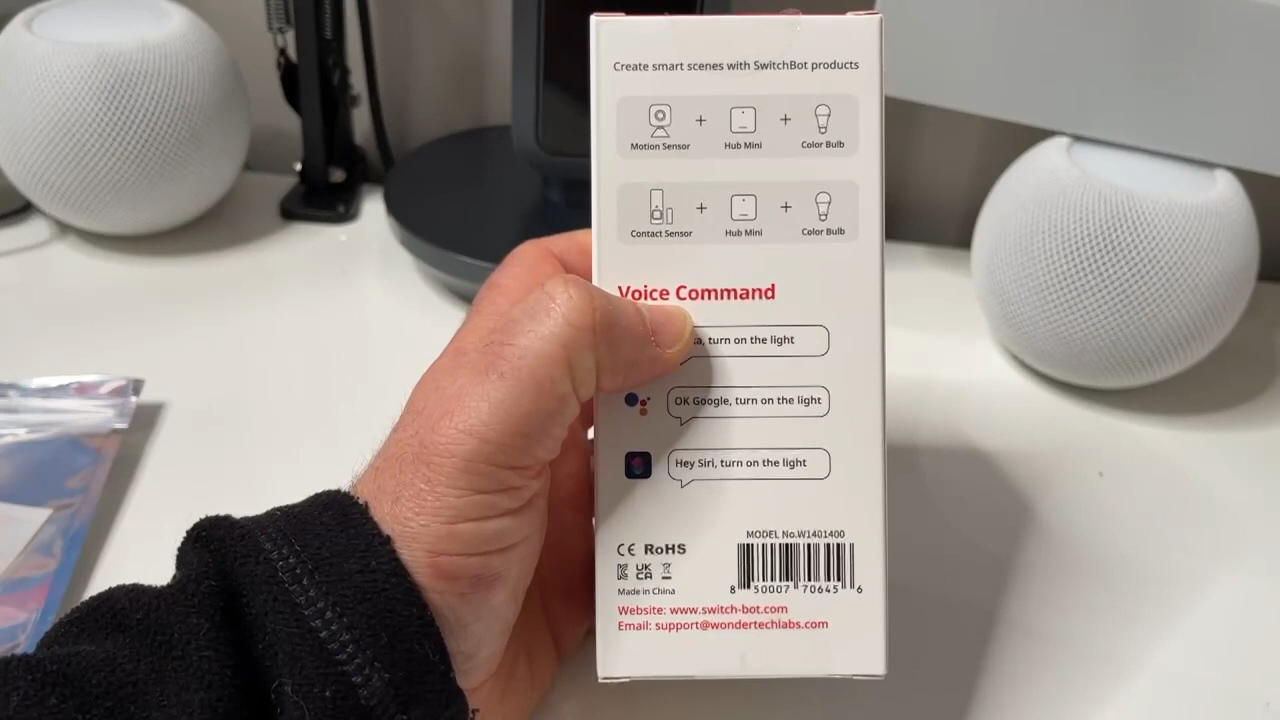 Create smart scenes with SwitchBot products
Motion Sensor + Hub Mini + Color Bulb
Contact Sensor + Hub Mini + Color Bulb
Voice Command
turn on the light
OK Google, turn on the light
Hey Siri, turn on the light
MODEL No.W1401400
CE RoHS
UK CA
8 50007 70645 6
Made in China
Website: www.switch-bot.com
Email: support@wondertechlabs.com